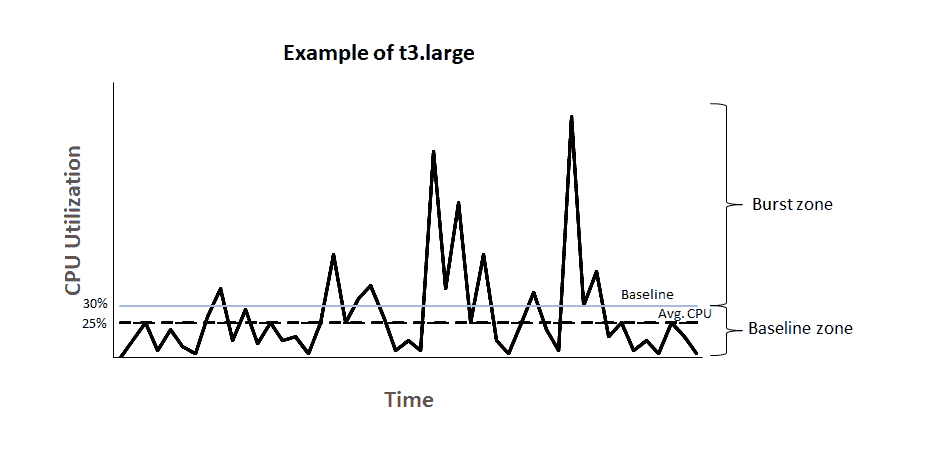 Example of t3.large
CPU Utilization
Burst zone
30%
Baseline
25%
Avg. CPU
Baseline zone
Time